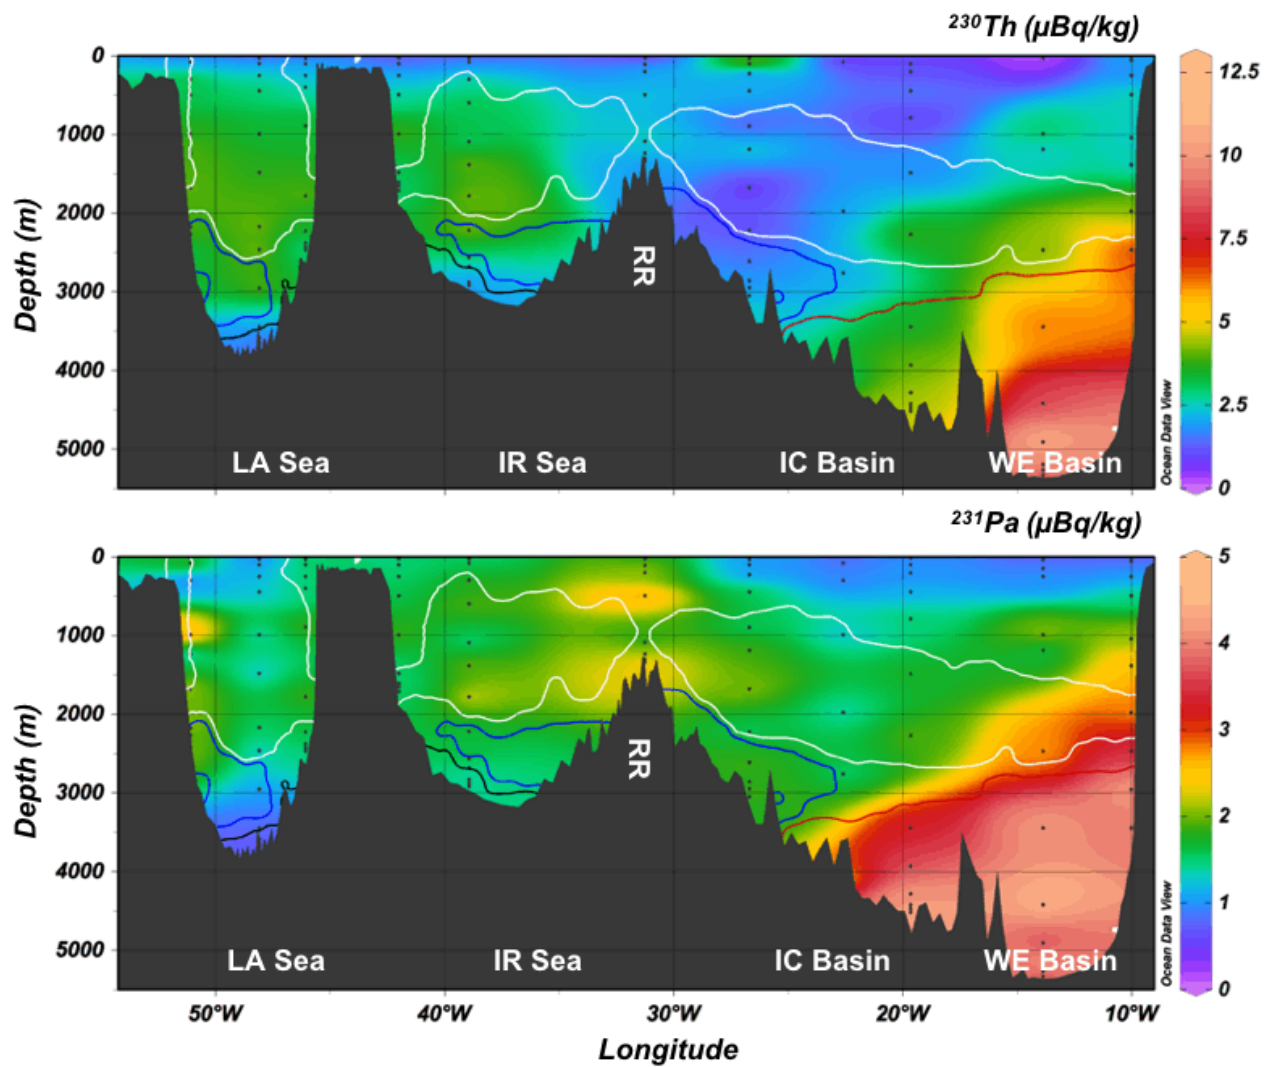 ²³⁰Th (µBq/kg)
0
1000
2000
3000
4000
5000
Depth (m)
RR
LA Sea
IR Sea
IC Basin
WE Basin
Ocean Data View
12.5
10
7.5
5
2.5
0
²³¹Pa (µBq/kg)
0
1000
2000
3000
4000
5000
Depth (m)
RR
LA Sea
IR Sea
IC Basin
WE Basin
Ocean Data View
5
4
3
2
1
0
50°W
40°W
30°W
20°W
10°W
Longitude